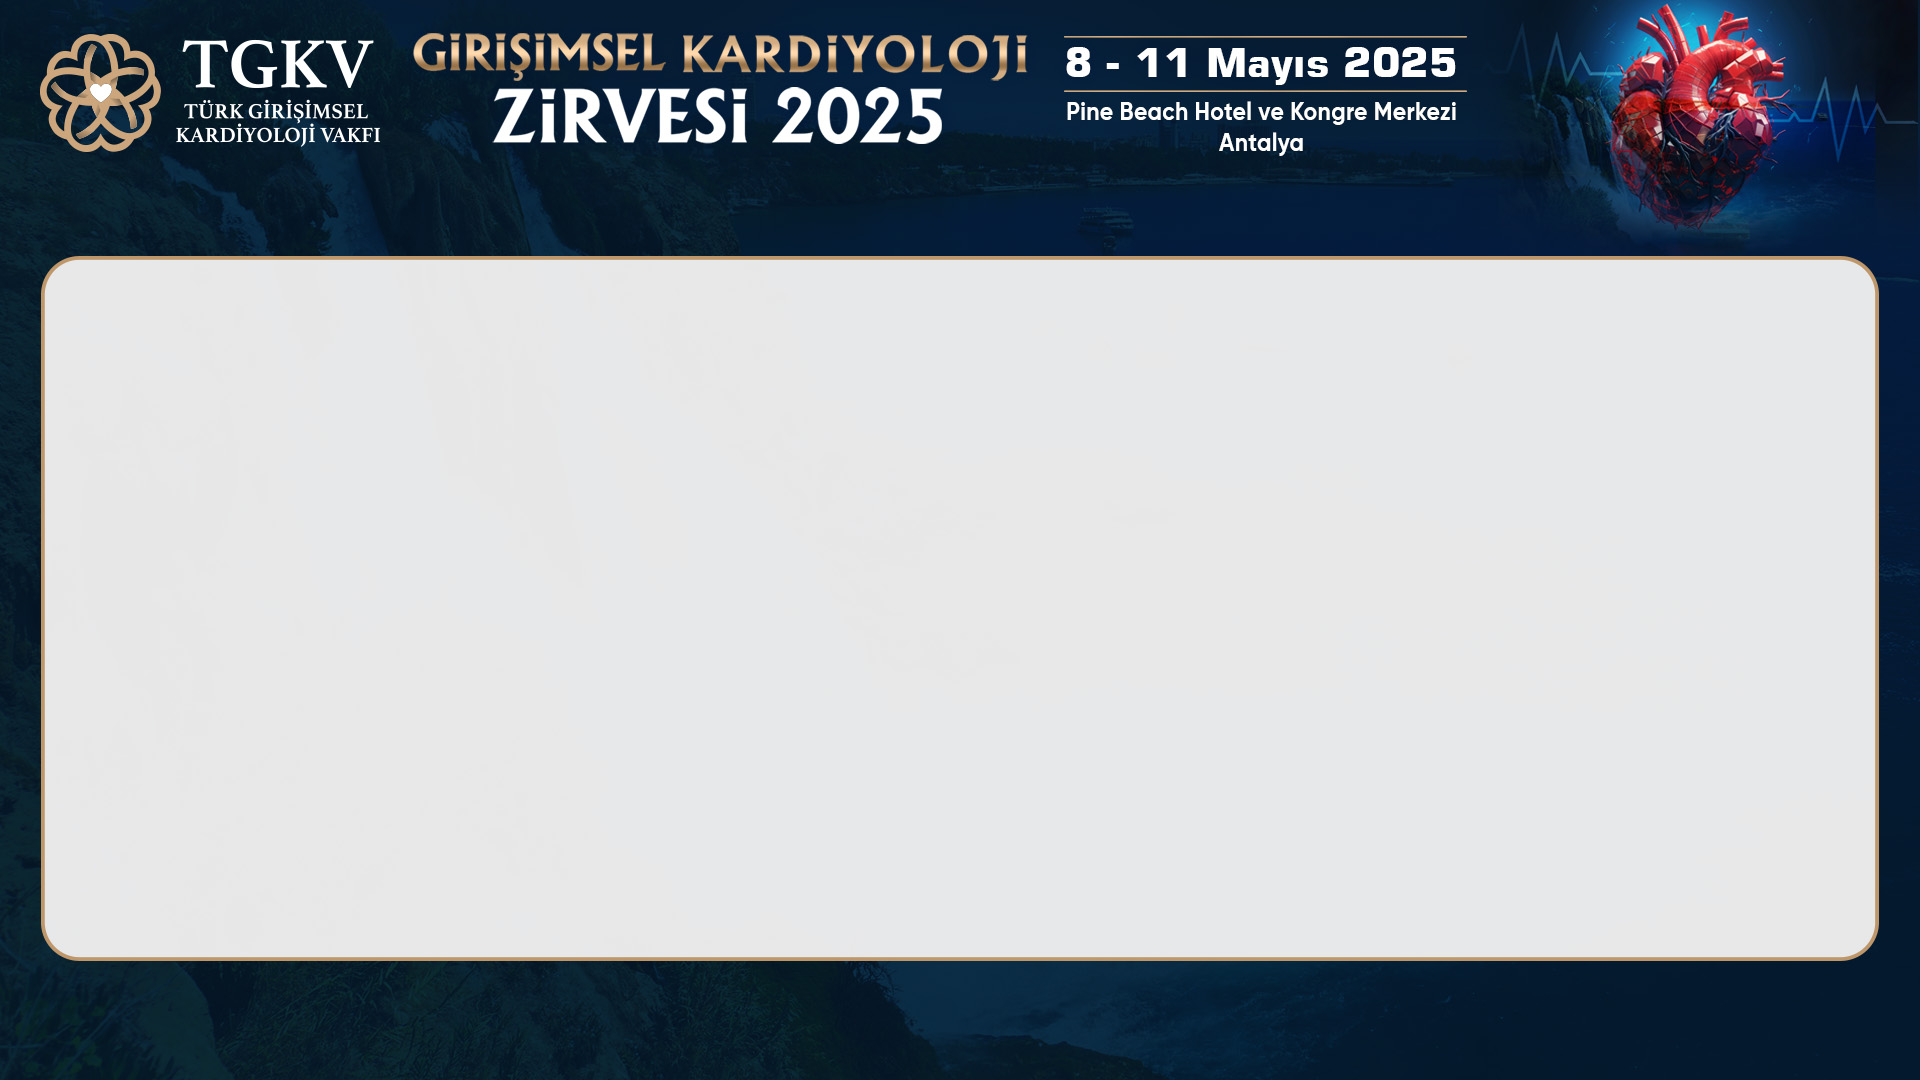 TGKV
TÜRK GİRİŞİMSEL
KARDİYOLOJİ VAKFI
GİRİŞİMSEL KARDİYOLOJİ
ZİRVESİ 2025
8 - 11 Mayıs 2025
Pine Beach Hotel ve Kongre Merkezi
Antalya